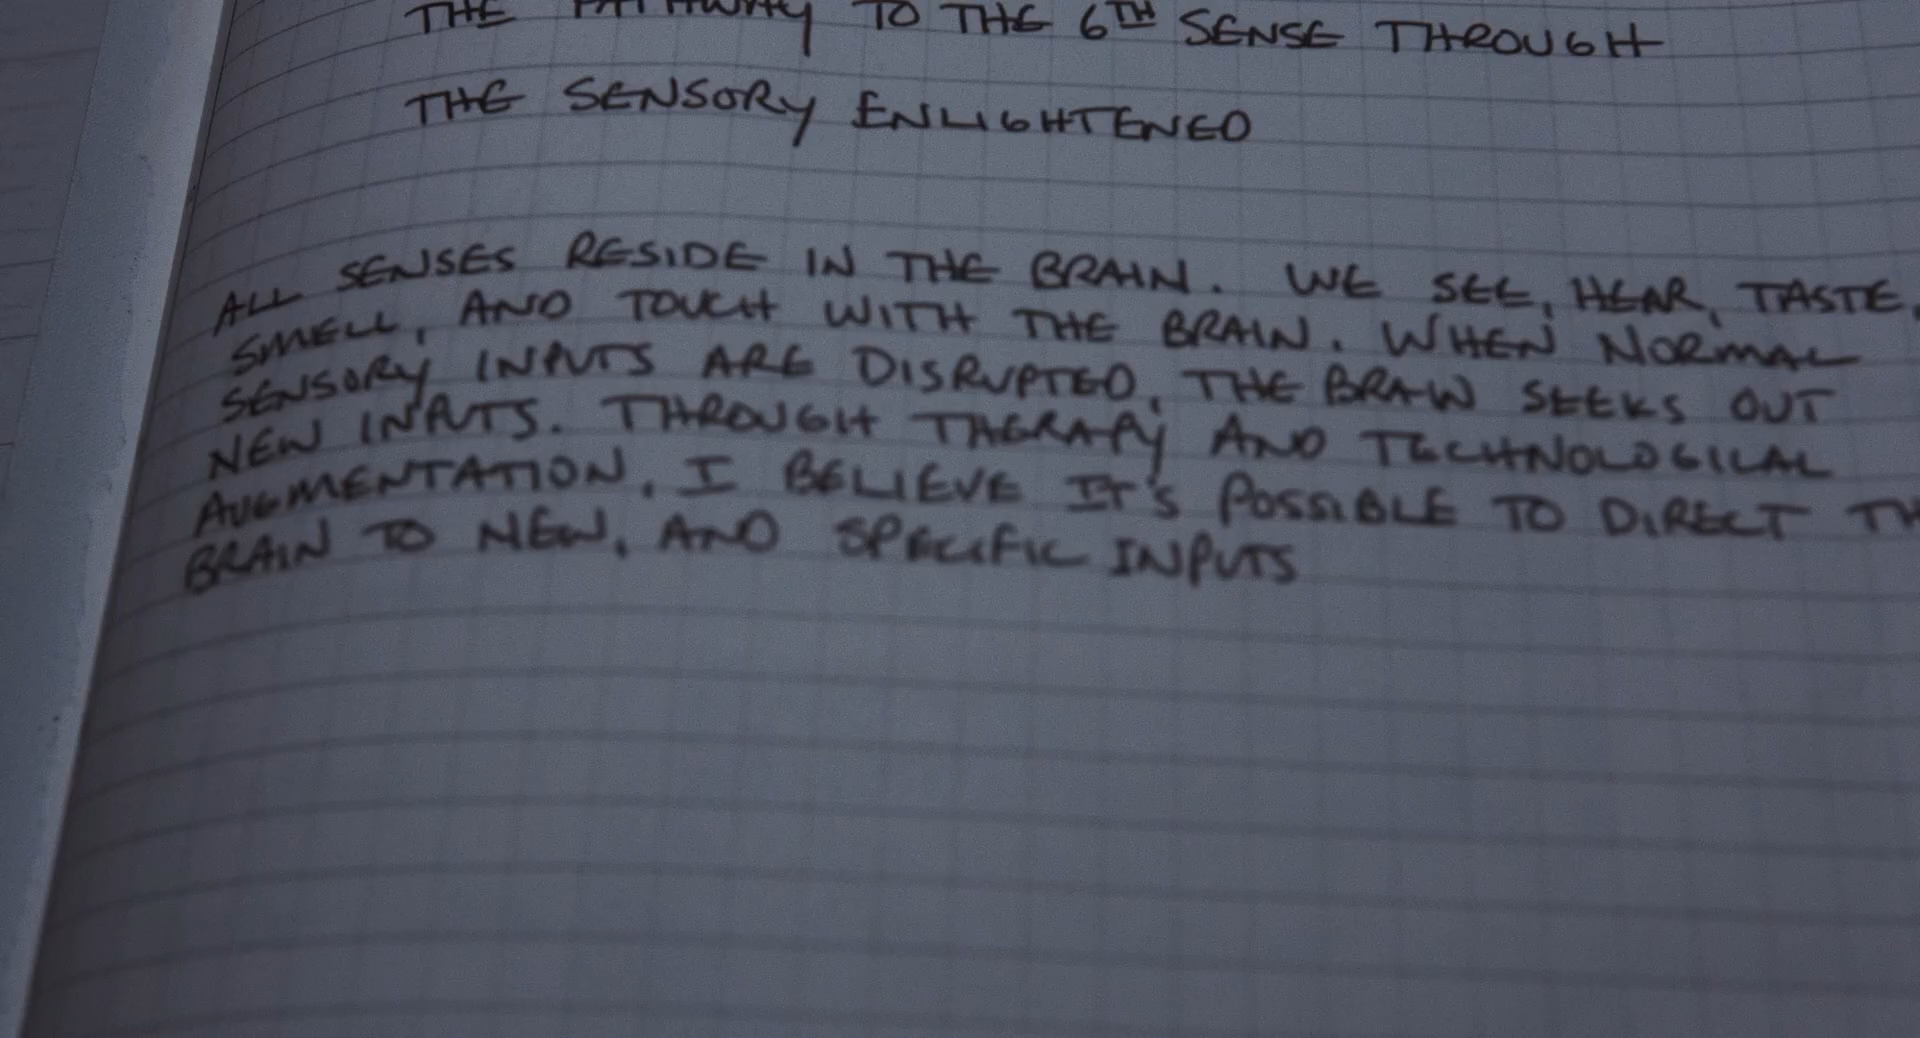 THE PATHWAY TO THE 6TH SENSE THROUGH
THE SENSORY ENLIGHTENED
ALL SENSES RESIDE IN THE BRAIN. WE SEE, HEAR, TASTE,
SMELL, AND TOUCH WITH THE BRAIN. WHEN NORMAL
SENSORY INPUTS ARE DISRUPTED, THE BRAIN SEEKS OUT
NEW INPUTS. THROUGH THERAPY AND TECHNOLOGICAL
AUGMENTATION, I BELIEVE IT'S POSSIBLE TO DIRECT TH
BRAIN TO NEW, AND SPECIFIC INPUTS